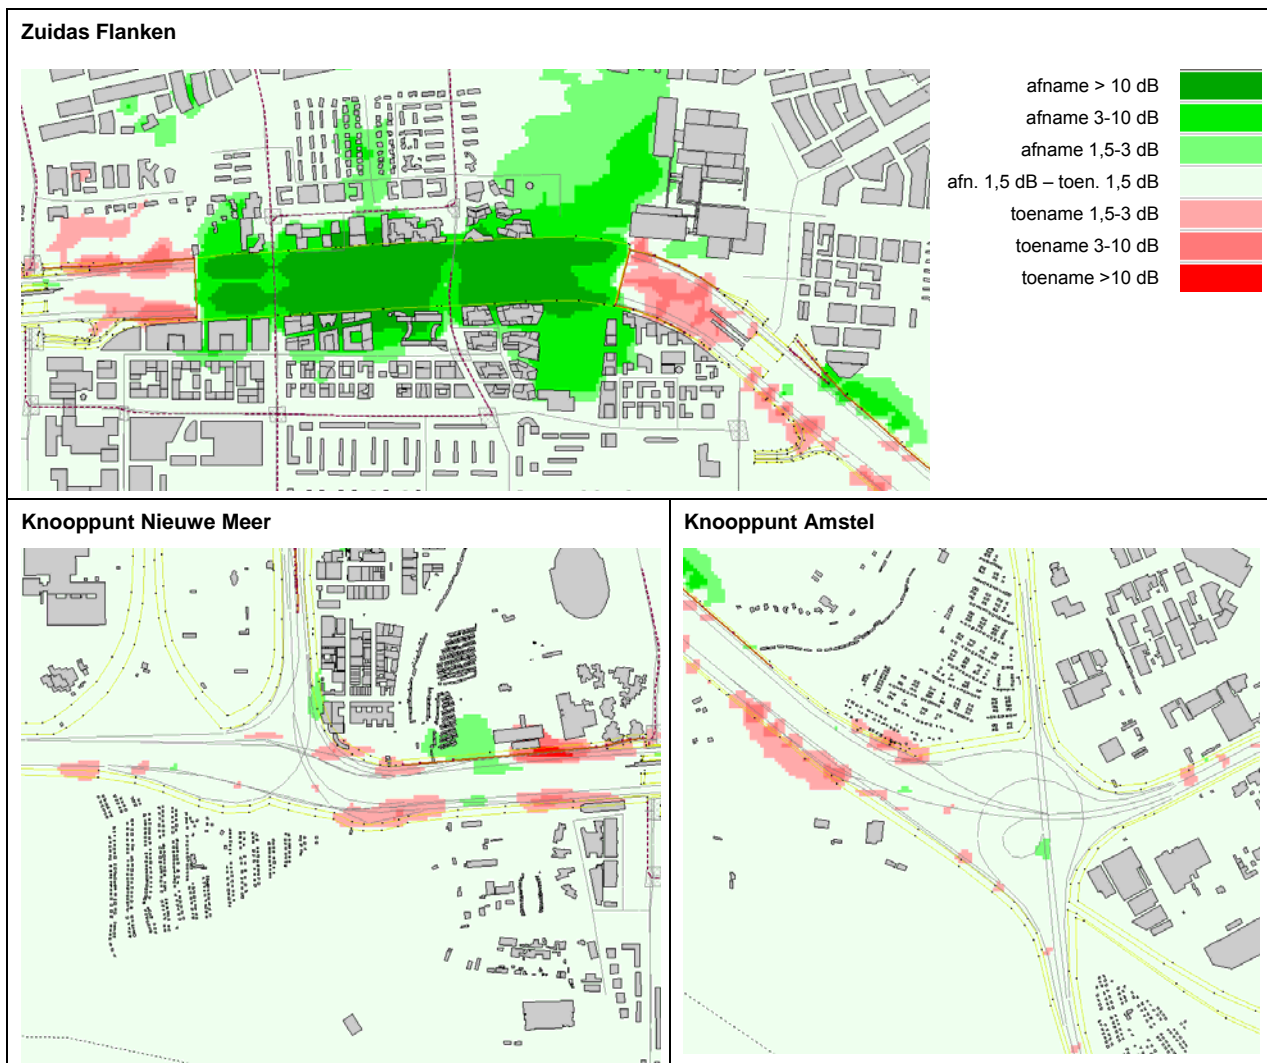 Zuidas Flanken
afname > 10 dB
afname 3-10 dB
afname 1,5-3 dB
afn. 1,5 dB – toen. 1,5 dB
toename 1,5-3 dB
toename 3-10 dB
toename >10 dB
Knooppunt Nieuwe Meer
Knooppunt Amstel